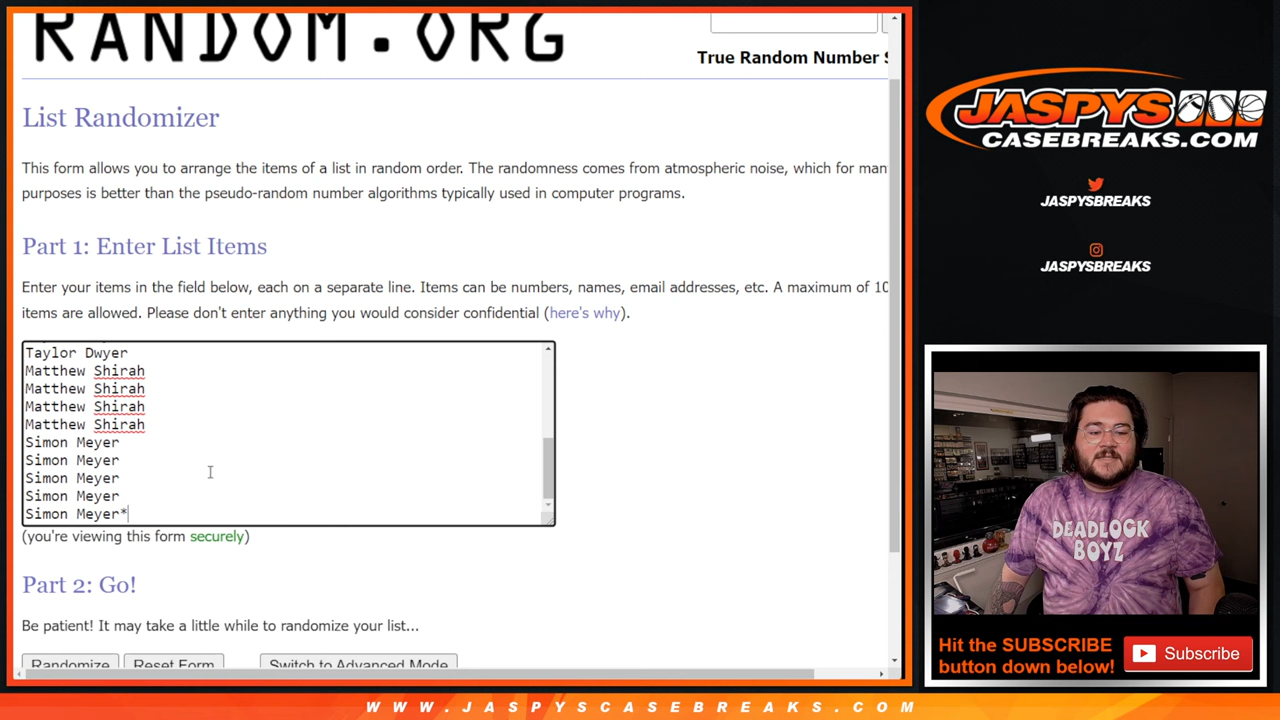 RANDOM.ORG
True Random Number S
List Randomizer
This form allows you to arrange the items of a list in random order. The randomness comes from atmospheric noise, which for man
purposes is better than the pseudo-random number algorithms typically used in computer programs.
Part 1: Enter List Items
Enter your items in the field below, each on a separate line. Items can be numbers, names, email addresses, etc. A maximum of 10
items are allowed. Please don't enter anything you would consider confidential (here's why).
Taylor Dwyer
Matthew Shirah
Matthew Shirah
Matthew Shirah
Matthew Shirah
Simon Meyer
Simon Meyer
Simon Meyer
Simon Meyer
Simon Meyer*
(you're viewing this form securely)
Part 2: Go!
Be patient! It may take a little while to randomize your list...
Randomize Reset Form Switch to Advanced Mode
JASPYS
CASEBREAKS.COM
JASPYSBREAKS
JASPYSBREAKS
DEADLOCK
BOYZ
Hit the SUBSCRIBE
button down below!
Subscribe
WWW.JASPYSCASEBREAKS.COM